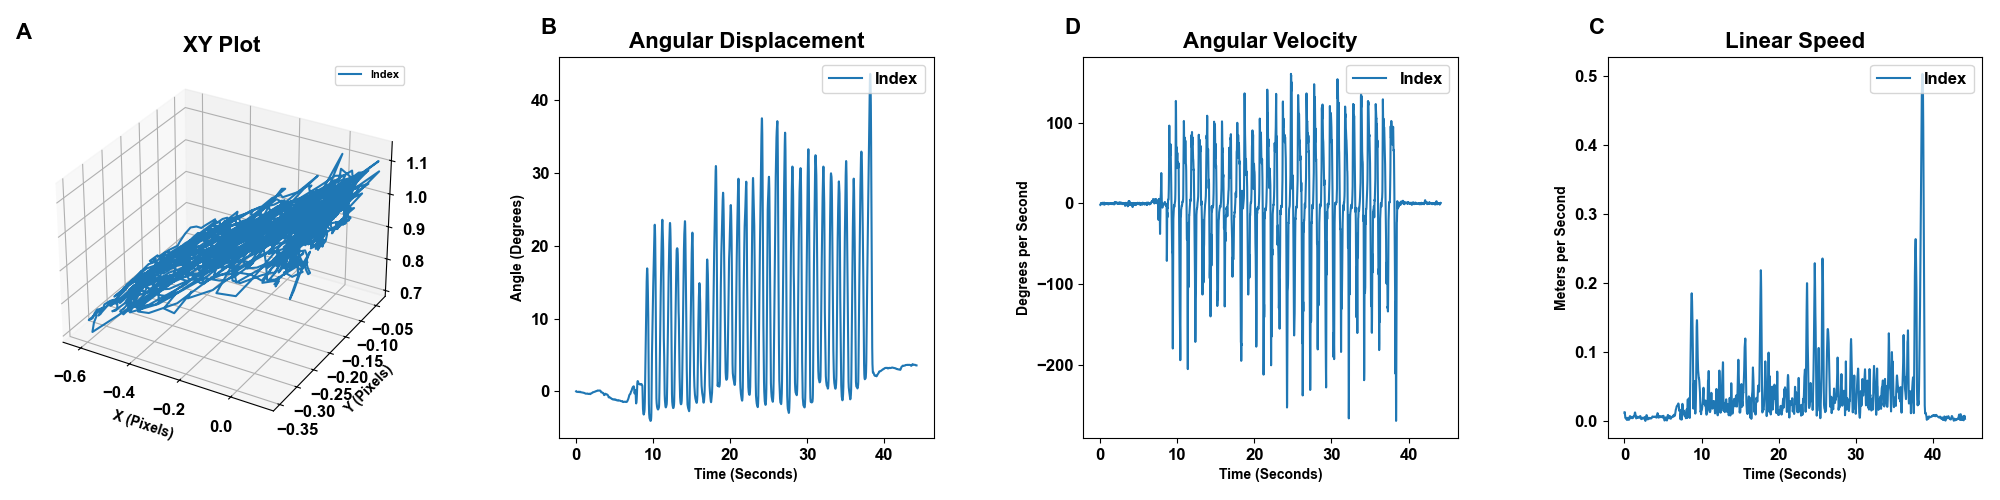 A
XY Plot
Index
1.1
1.0
0.9
0.8
0.7
−0.05
−0.10
−0.15
−0.20
−0.25
−0.30
−0.35
Y (Pixels)
−0.6
−0.4
−0.2
0.0
X (Pixels)
B
Angular Displacement
Index
Angle (Degrees)
40
30
20
10
0
0 10 20 30 40
Time (Seconds)
D
Angular Velocity
Index
Degrees per Second
100
0
−100
−200
0 10 20 30 40
Time (Seconds)
C
Linear Speed
Index
Meters per Second
0.5
0.4
0.3
0.2
0.1
0.0
0 10 20 30 40
Time (Seconds)